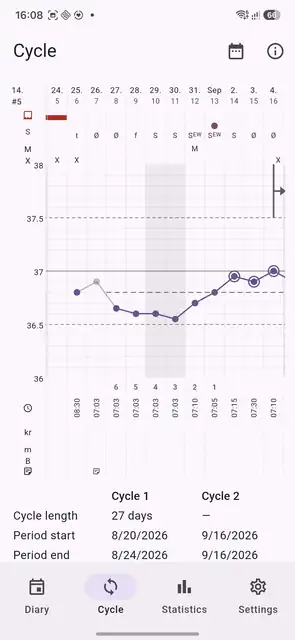 16:08 66
Cycle
14. 24. 25. 26. 27. 28. 29. 30. 31. Sep 2. 3. 4.
#5 5 6 7 8 9 10 11 12 13 14 15 16
S t Ø Ø f S S SEW SEW S Ø Ø
M M
X X X X
38
37.5
37
36.5
36
6 5 4 3 2 1
08:30 07:03 07:03 07:03 07:03 07:03 07:10 07:05 07:15 07:30 07:10
kr
m
B
Cycle 1 Cycle 2
Cycle length 27 days —
Period start 8/20/2026 9/16/2026
Period end 8/24/2026 9/16/2026
Diary Cycle Statistics Settings